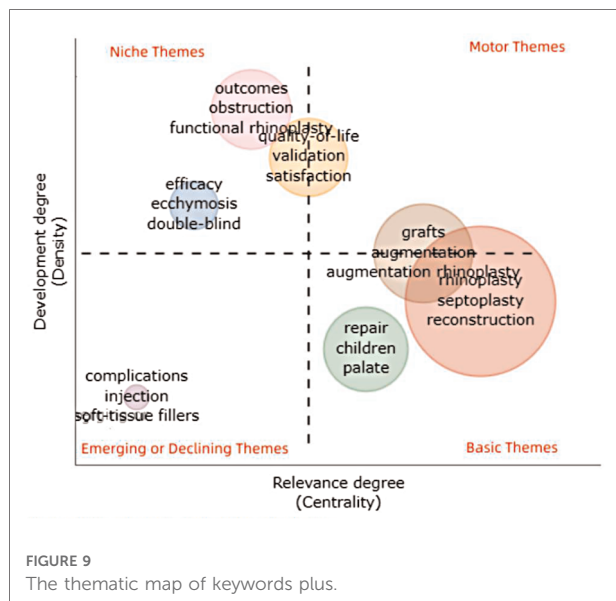 Niche Themes
Motor Themes
outcomes
obstruction
functional rhinoplasty
quality-of-life
validation
satisfaction
efficacy
ecchymosis
double-blind
grafts
augmentation
augmentation rhinoplasty
rhinoplasty
septoplasty
reconstruction
repair
children
palate
complications
injection
soft-tissue fillers
Emerging or Declining Themes
Basic Themes
Development degree
(Density)
Relevance degree
(Centrality)
FIGURE 9
The thematic map of keywords plus.